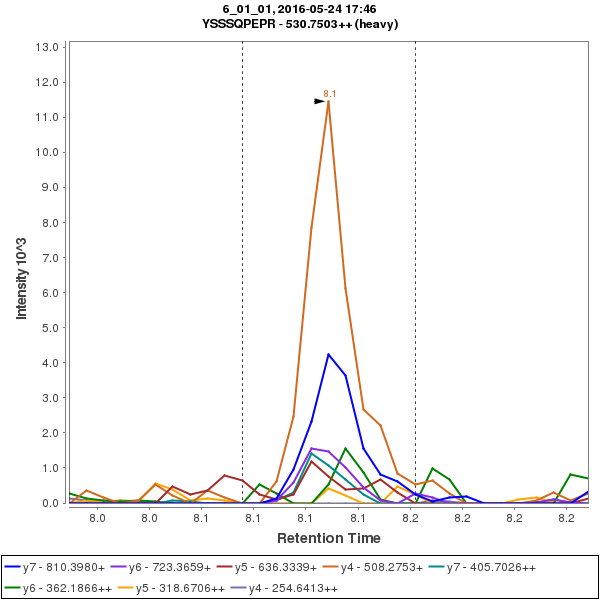 6_01_01, 2016-05-24 17:46
YSSSQPEPR - 530.7503++ (heavy)
13.0
12.0
11.0
10.0
9.0
8.0
7.0
6.0
5.0
4.0
3.0
2.0
1.0
0.0
Intensity 10^3
8.1
8.0 8.0 8.1 8.1 8.1 8.1 8.2 8.2 8.2 8.2
Retention Time
y7 - 810.3980+ y6 - 723.3659+ y5 - 636.3339+ y4 - 508.2753+ y7 - 405.7026++
y6 - 362.1866++ y5 - 318.6706++ y4 - 254.6413++